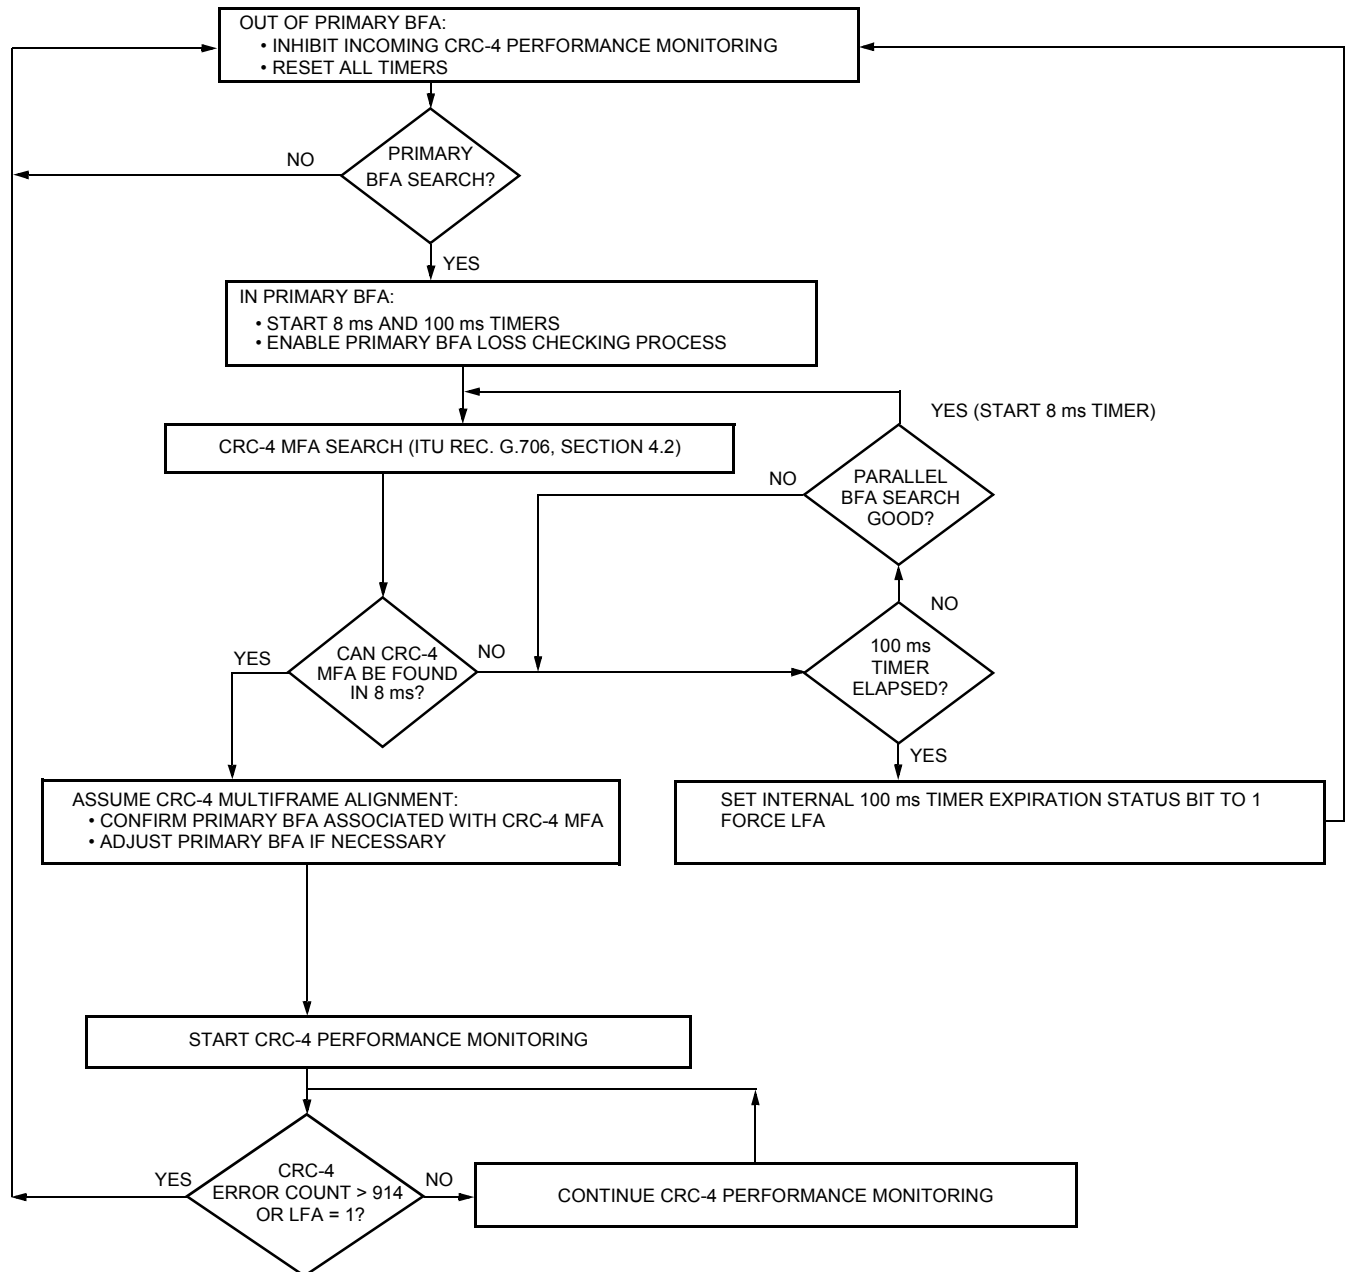 OUT OF PRIMARY BFA:
• INHIBIT INCOMING CRC-4 PERFORMANCE MONITORING
• RESET ALL TIMERS
NO
PRIMARY
BFA SEARCH?
YES
IN PRIMARY BFA:
• START 8 ms AND 100 ms TIMERS
• ENABLE PRIMARY BFA LOSS CHECKING PROCESS
YES (START 8 ms TIMER)
CRC-4 MFA SEARCH (ITU REC. G.706, SECTION 4.2)
NO
PARALLEL
BFA SEARCH
GOOD?
NO
YES
CAN CRC-4
MFA BE FOUND
IN 8 ms?
NO
100 ms
TIMER
ELAPSED?
YES
ASSUME CRC-4 MULTIFRAME ALIGNMENT:
• CONFIRM PRIMARY BFA ASSOCIATED WITH CRC-4 MFA
• ADJUST PRIMARY BFA IF NECESSARY
SET INTERNAL 100 ms TIMER EXPIRATION STATUS BIT TO 1
FORCE LFA
START CRC-4 PERFORMANCE MONITORING
YES
CRC-4
ERROR COUNT > 914
OR LFA = 1?
NO
CONTINUE CRC-4 PERFORMANCE MONITORING